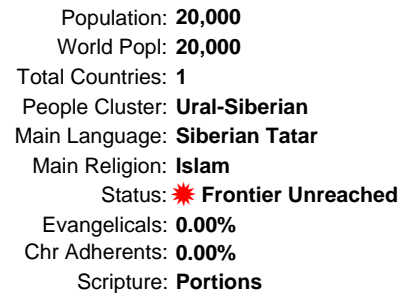 Population: 20,000
World Popl: 20,000
Total Countries: 1
People Cluster: Ural-Siberian
Main Language: Siberian Tatar
Main Religion: Islam
Status: Frontier Unreached
Evangelicals: 0.00%
Chr Adherents: 0.00%
Scripture: Portions